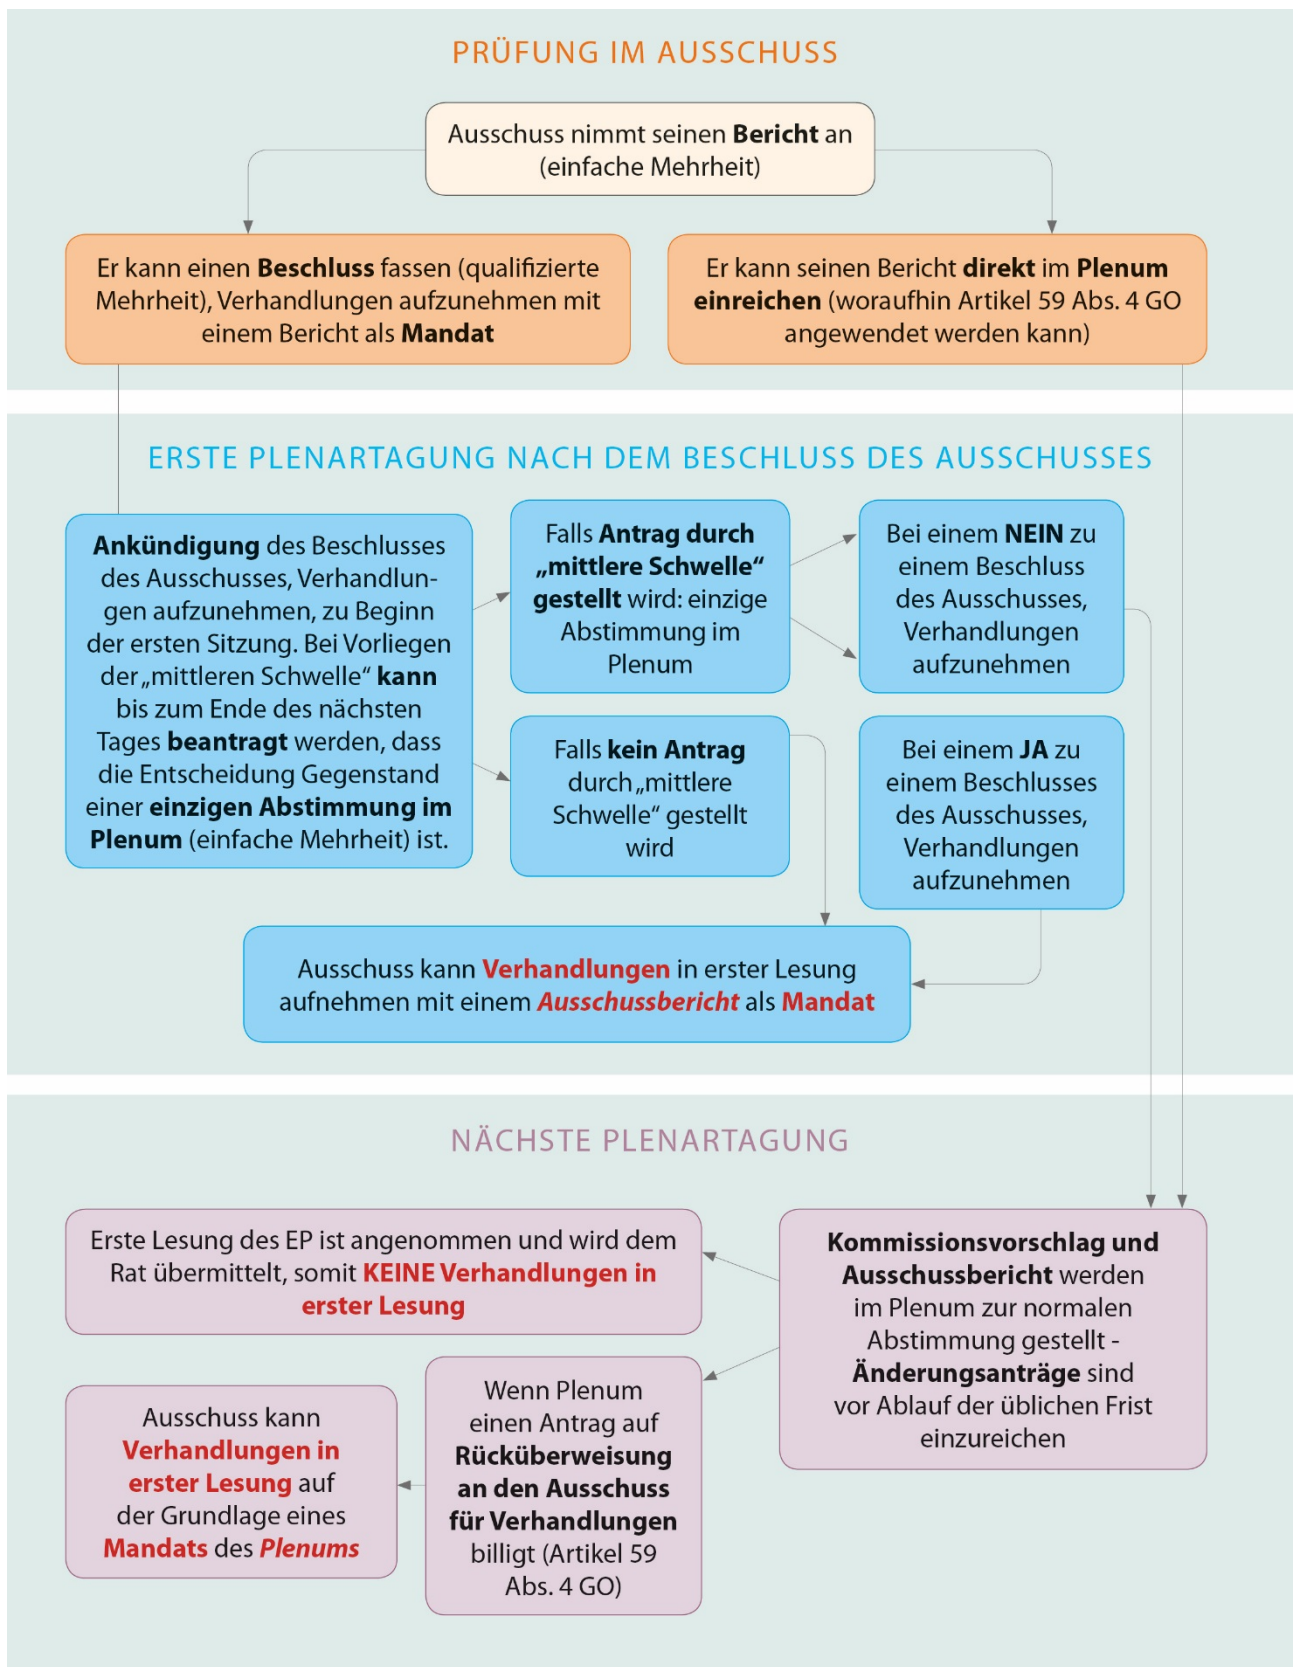 PRÜFUNG IM AUSSCHUSS
Ausschuss nimmt seinen Bericht an
(einfache Mehrheit)
Er kann einen Beschluss fassen (qualifizierte
Mehrheit), Verhandlungen aufzunehmen mit
einem Bericht als Mandat
Er kann seinen Bericht direkt im Plenum
einreichen (woraufhin Artikel 59 Abs. 4 GO
angewendet werden kann)
ERSTE PLENARTAGUNG NACH DEM BESCHLUSS DES AUSSCHUSSES
Ankündigung des Beschlusses
des Ausschusses, Verhandlun-
gen aufzunehmen, zu Beginn
der ersten Sitzung. Bei Vorliegen
der „mittleren Schwelle“ kann
bis zum Ende des nächsten
Tages beantragt werden, dass
die Entscheidung Gegenstand
einer einzigen Abstimmung im
Plenum (einfache Mehrheit) ist.
Falls Antrag durch
„mittlere Schwelle“
gestellt wird: einzige
Abstimmung im
Plenum
Bei einem NEIN zu
einem Beschluss
des Ausschusses,
Verhandlungen
aufzunehmen
Falls kein Antrag
durch „mittlere
Schwelle“ gestellt
wird
Bei einem JA zu
einem Beschlusses
des Ausschusses,
Verhandlungen
aufzunehmen
Ausschuss kann Verhandlungen in erster Lesung
aufnehmen mit einem Ausschussbericht als Mandat
NÄCHSTE PLENARTAGUNG
Erste Lesung des EP ist angenommen und wird dem
Rat übermittelt, somit KEINE Verhandlungen in
erster Lesung
Kommissionsvorschlag und
Ausschussbericht werden
im Plenum zur normalen
Abstimmung gestellt -
Änderungsanträge sind
vor Ablauf der üblichen Frist
einzureichen
Wenn Plenum
einen Antrag auf
Rücküberweisung
an den Ausschuss
für Verhandlungen
billigt (Artikel 59
Abs. 4 GO)
Ausschuss kann
Verhandlungen in
erster Lesung auf
der Grundlage eines
Mandats des Plenums